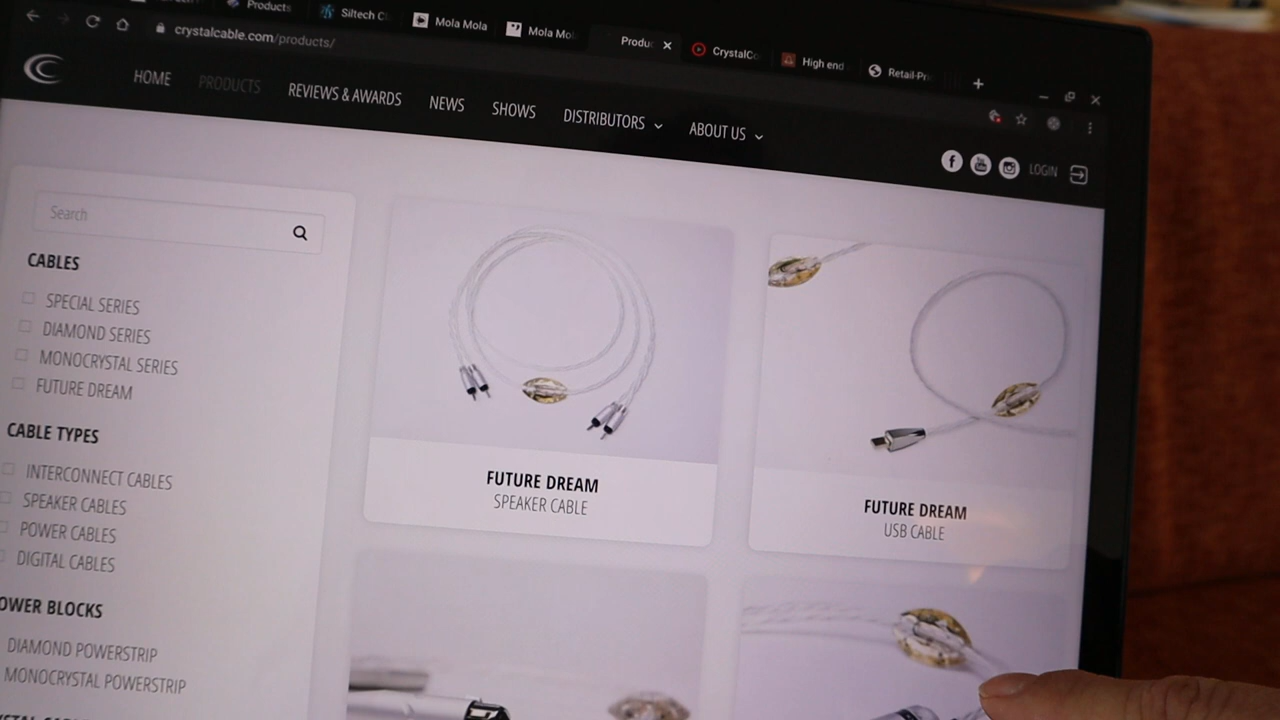 Products
Siltech C
Mola Mola
Mola Mo
Produ
CrystalCo
High end
Retail-Pr
crystalcable.com/products/
HOME
PRODUCTS
REVIEWS & AWARDS
NEWS
SHOWS
DISTRIBUTORS
ABOUT US
LOGIN
Search
CABLES
SPECIAL SERIES
DIAMOND SERIES
MONOCRYSTAL SERIES
FUTURE DREAM
CABLE TYPES
INTERCONNECT CABLES
SPEAKER CABLES
POWER CABLES
DIGITAL CABLES
OWER BLOCKS
DIAMOND POWERSTRIP
MONOCRYSTAL POWERSTRIP
FUTURE DREAM
SPEAKER CABLE
FUTURE DREAM
USB CABLE